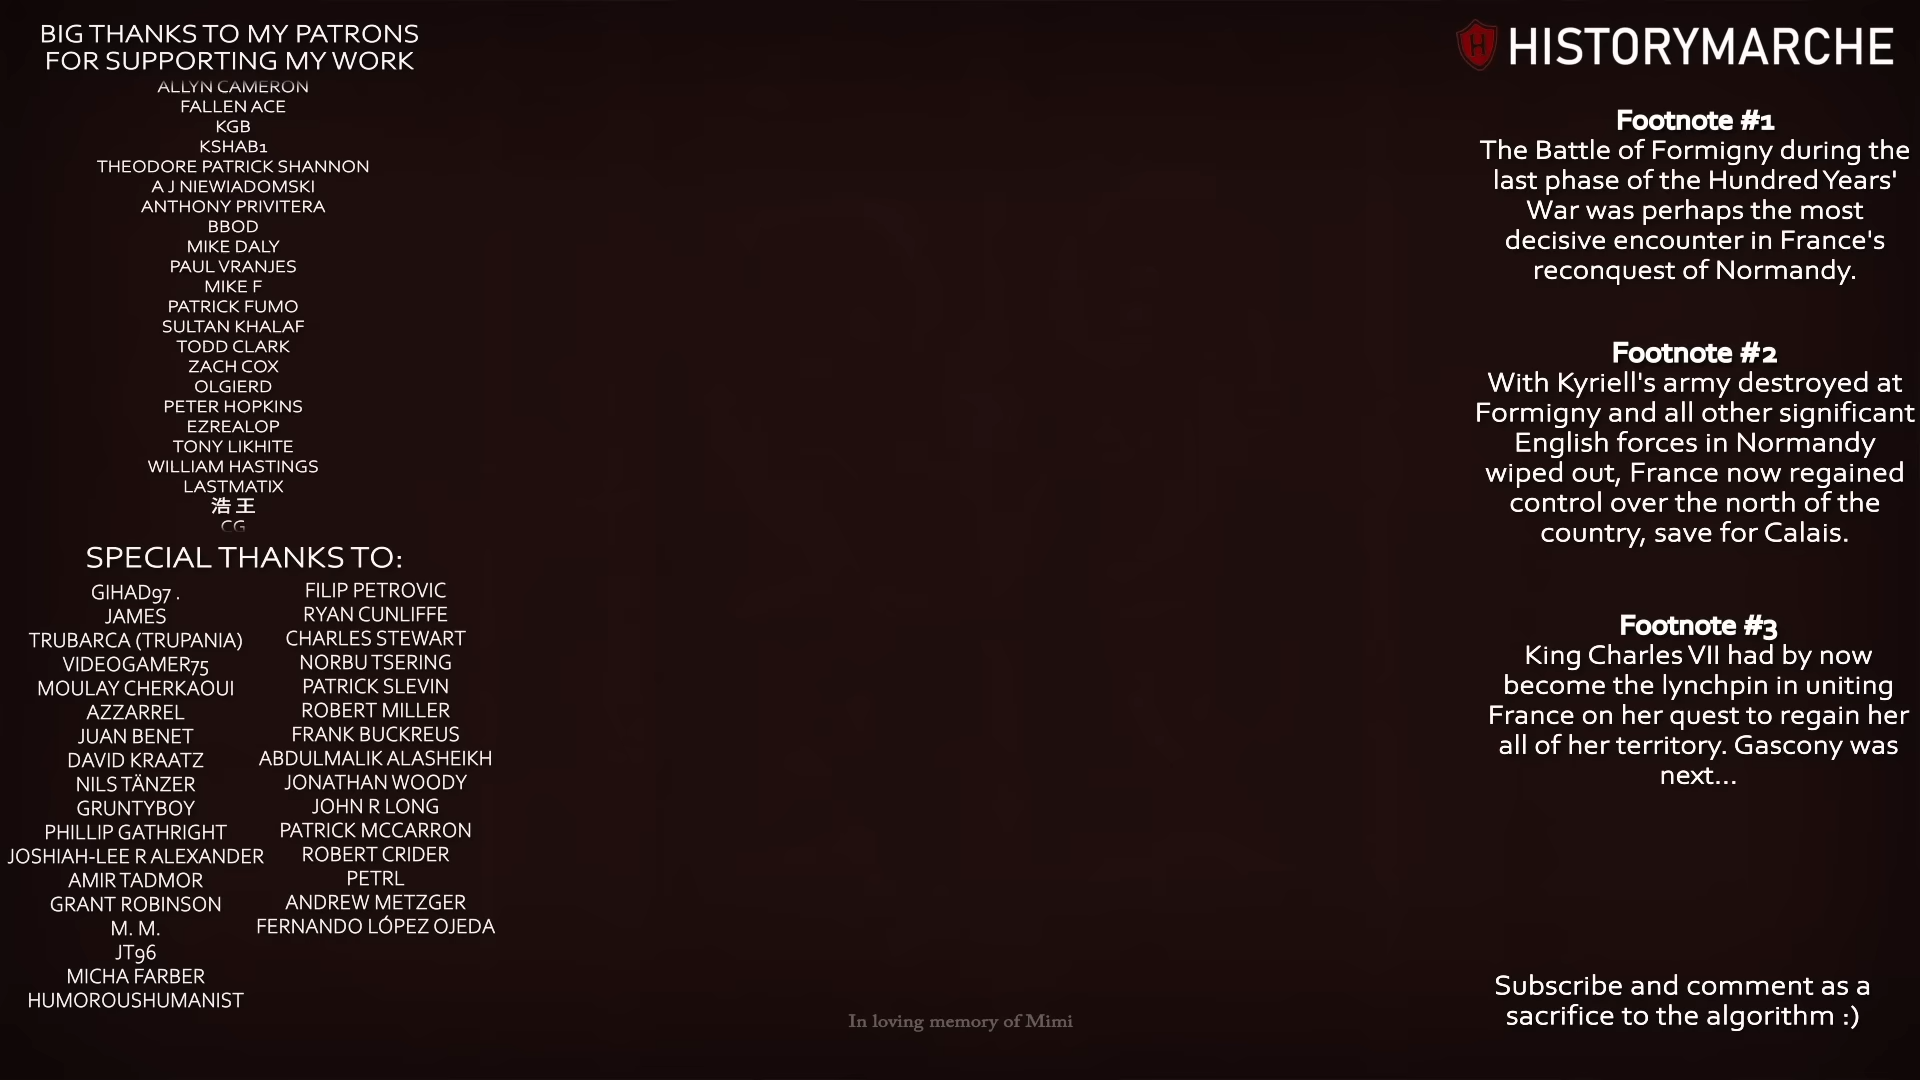 BIG THANKS TO MY PATRONS
FOR SUPPORTING MY WORK
ALLYN CAMERON
FALLEN ACE
KGB
KSHAB1
THEODORE PATRICK SHANNON
A J NIEWIADOMSKI
ANTHONY PRIVITERA
BBOD
MIKE DALY
PAUL VRANJES
MIKE F
PATRICK FUMO
SULTAN KHALAF
TODD CLARK
ZACH COX
OLGIERD
PETER HOPKINS
EZREALOP
TONY LIKHITE
WILLIAM HASTINGS
LASTMATIX
浩 王
CG
SPECIAL THANKS TO:
GIHAD97 .
JAMES
TRUBARCA (TRUPANIA)
VIDEOGAMER75
MOULAY CHERKAOUI
AZZARREL
JUAN BENET
DAVID KRAATZ
NILS TÄNZER
GRUNTYBOY
PHILLIP GATHRIGHT
JOSHIAH-LEE R ALEXANDER
AMIR TADMOR
GRANT ROBINSON
M. M.
JT96
MICHA FARBER
HUMOROUSHUMANIST
FILIP PETROVIC
RYAN CUNLIFFE
CHARLES STEWART
NORBU TSERING
PATRICK SLEVIN
ROBERT MILLER
FRANK BUCKREUS
ABDULMALIK ALASHEIKH
JONATHAN WOODY
JOHN R LONG
PATRICK MCCARRON
ROBERT CRIDER
PETRL
ANDREW METZGER
FERNANDO LÓPEZ OJEDA
In loving memory of Mimi
H HISTORYMARCHE
Footnote #1
The Battle of Formigny during the
last phase of the Hundred Years'
War was perhaps the most
decisive encounter in France's
reconquest of Normandy.
Footnote #2
With Kyriell's army destroyed at
Formigny and all other significant
English forces in Normandy
wiped out, France now regained
control over the north of the
country, save for Calais.
Footnote #3
King Charles VII had by now
become the lynchpin in uniting
France on her quest to regain her
all of her territory. Gascony was
next...
Subscribe and comment as a
sacrifice to the algorithm :)